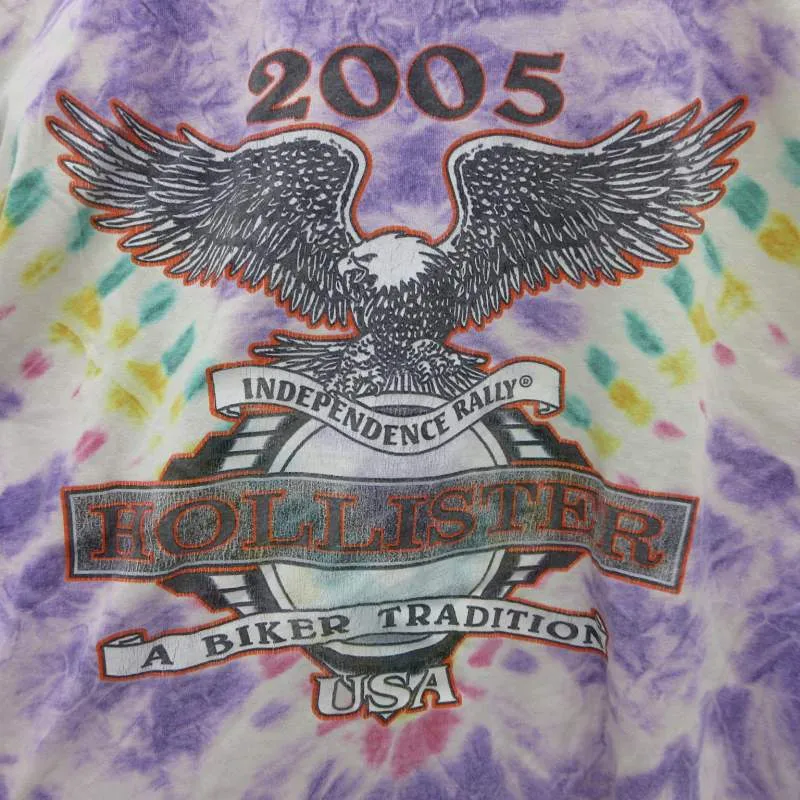 2005
INDEPENDENCE RALLY®
HOLLISTER
A BIKER TRADITION
USA